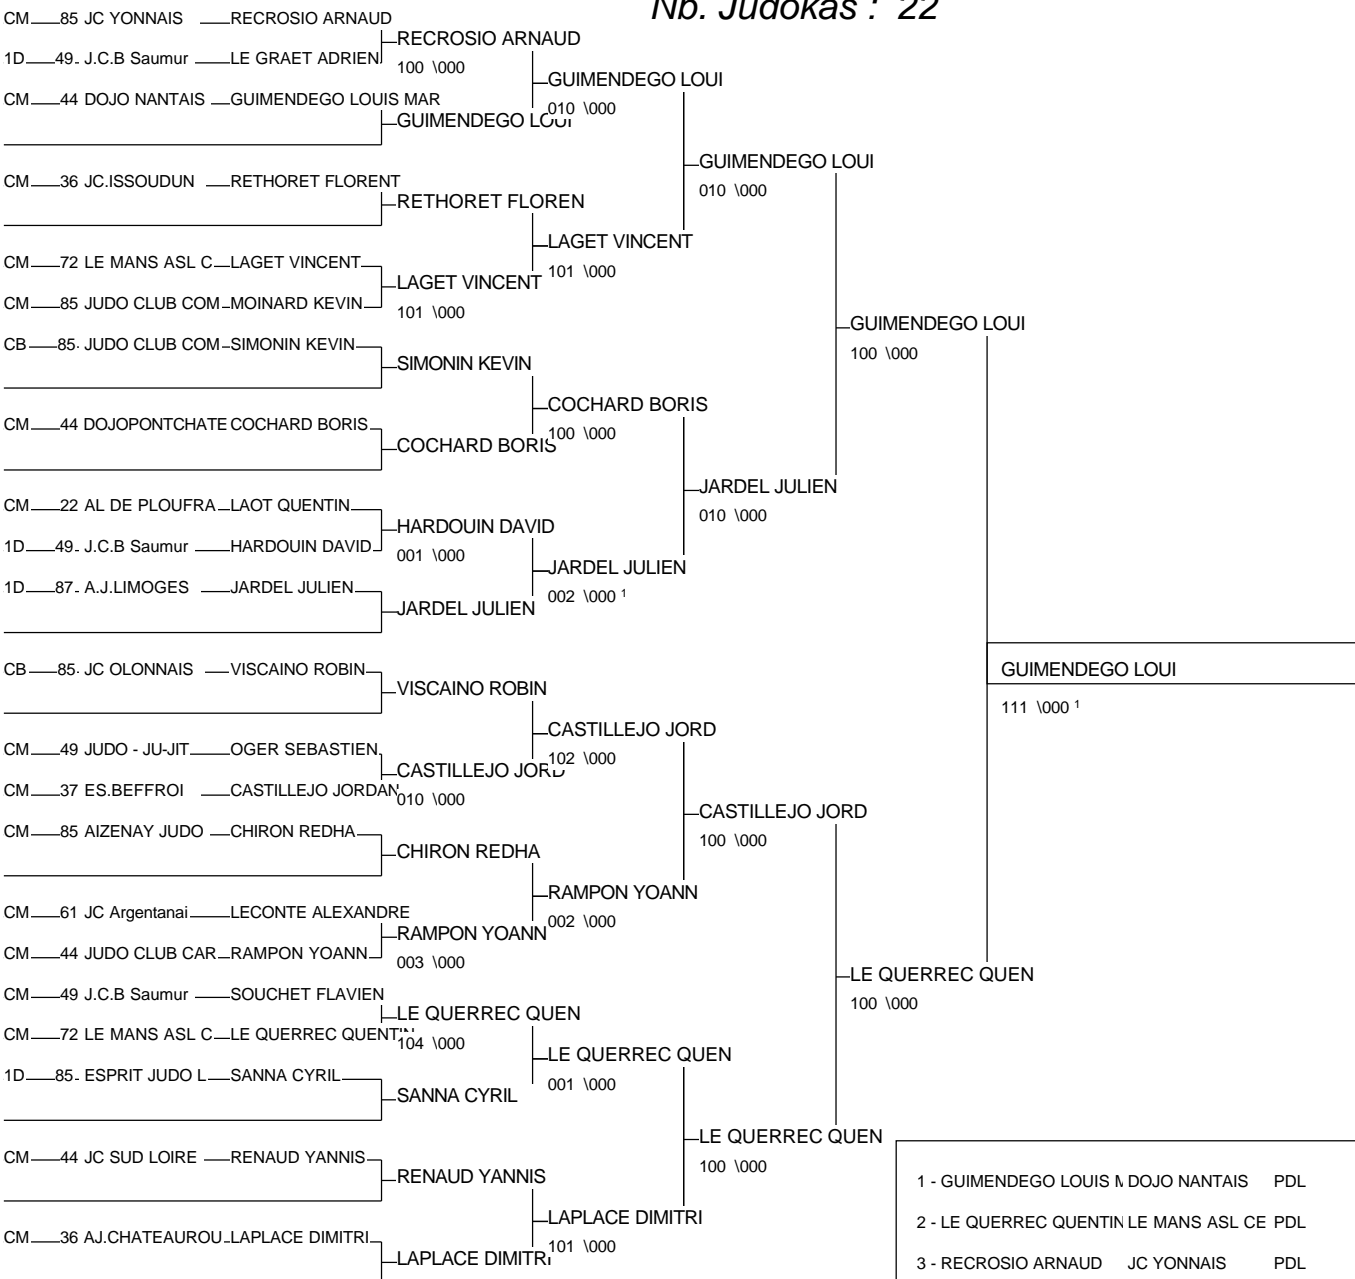 Nb. Judokas : 22
CM 85 JC YONNAIS RECROSIO ARNAUD
RECROSIO ARNAUD
1D 49 J.C.B Saumur LE GRAET ADRIEN
100 \000
GUIMENDEGO LOUI
CM 44 DOJO NANTAIS GUIMENDEGO LOUIS MAR
010 \000
GUIMENDEGO LOUI
GUIMENDEGO LOUI
CM 36 JC.ISSOUDUN RETHORET FLORENT
010 \000
RETHORET FLOREN
LAGET VINCENT
CM 72 LE MANS ASL C LAGET VINCENT
101 \000
LAGET VINCENT
CM 85 JUDO CLUB COM MOINARD KEVIN
101 \000
GUIMENDEGO LOUI
CB 85 JUDO CLUB COM SIMONIN KEVIN
100 \000
SIMONIN KEVIN
COCHARD BORIS
CM 44 DOJOPONTCHATE COCHARD BORIS
100 \000
COCHARD BORIS
JARDEL JULIEN
CM 22 AL DE PLOUFRA LAOT QUENTIN
010 \000
HARDOUIN DAVID
1D 49 J.C.B Saumur HARDOUIN DAVID
001 \000
JARDEL JULIEN
1D 87 A.J.LIMOGES JARDEL JULIEN
002 \000 1
JARDEL JULIEN
CB 85 JC OLONNAIS VISCAINO ROBIN
GUIMENDEGO LOUI
VISCAINO ROBIN
111 \000 1
CASTILLEJO JORD
CM 49 JUDO - JU-JIT OGER SEBASTIEN
102 \000
CASTILLEJO JORD
CM 37 ES.BEFFROI CASTILLEJO JORDAN
010 \000
CASTILLEJO JORD
CM 85 AIZENAY JUDO CHIRON REDHA
100 \000
CHIRON REDHA
RAMPON YOANN
CM 61 JC Argentanai LECONTE ALEXANDRE
002 \000
RAMPON YOANN
CM 44 JUDO CLUB CAR RAMPON YOANN
003 \000
LE QUERREC QUEN
CM 49 J.C.B Saumur SOUCHET FLAVIEN
100 \000
LE QUERREC QUEN
CM 72 LE MANS ASL C LE QUERREC QUENTIN
104 \000
LE QUERREC QUEN
1D 85 ESPRIT JUDO L SANNA CYRIL
001 \000
SANNA CYRIL
LE QUERREC QUEN
CM 44 JC SUD LOIRE RENAUD YANNIS
100 \000
RENAUD YANNIS
1 - GUIMENDEGO LOUIS M DOJO NANTAIS PDL
LAPLACE DIMITRI
2 - LE QUERREC QUENTIN LE MANS ASL CE PDL
CM 36 AJ.CHATEAUROU LAPLACE DIMITRI
101 \000
LAPLACE DIMITRI
3 - RECROSIO ARNAUD JC YONNAIS PDL